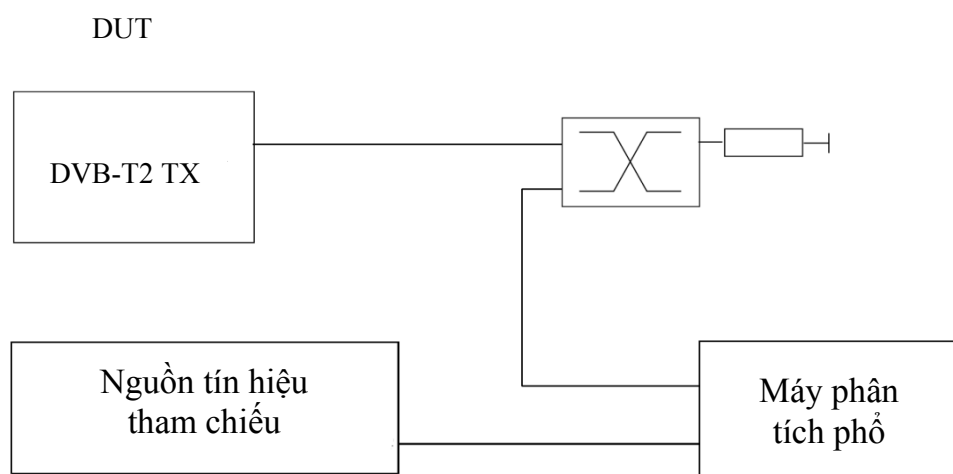 DUT
DVB-T2 TX
Nguồn tín hiệu
tham chiếu
Máy phân
tích phổ